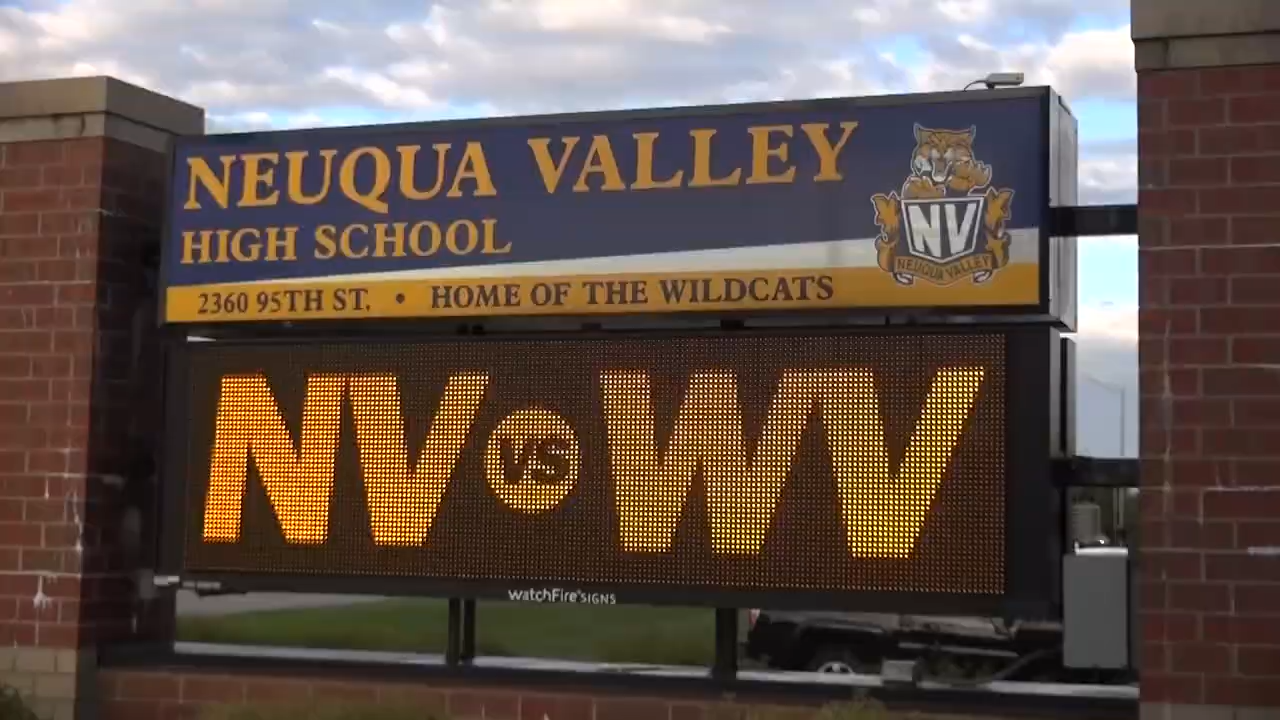 NEUQUA VALLEY
HIGH SCHOOL
2360 95TH ST. • HOME OF THE WILDCATS
NV
NEUQUA VALLEY
NV VS WV
watchFire SIGNS